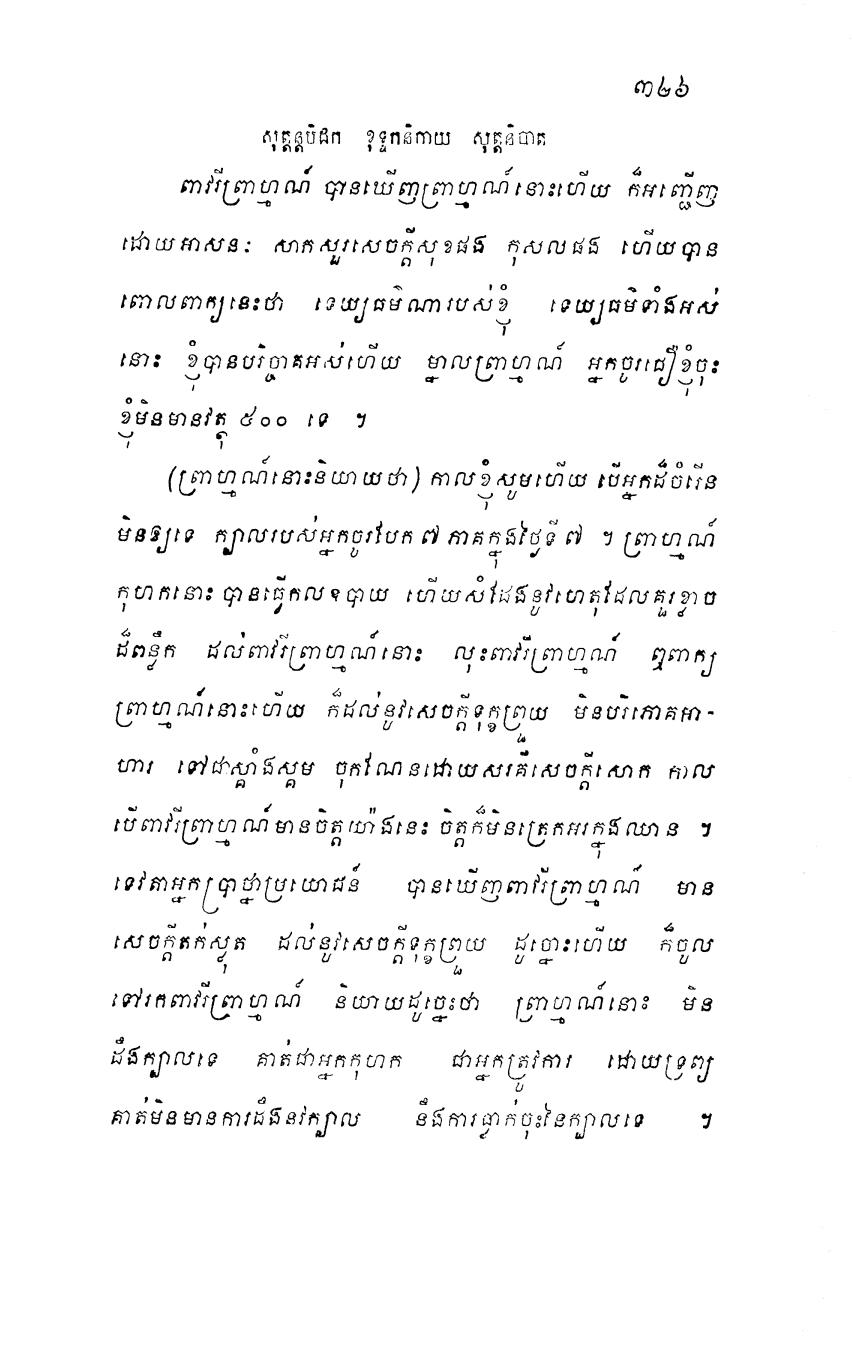 ៣២៦
សុត្តន្តបិដក ខុទ្ទកនិកាយ សុត្តនិបាត
ពាវរីព្រាហ្មណ៍ បានឃើញព្រាហ្មណ៍នោះហើយ ក៏អញ្ជើញ
ដោយអាសនៈ សាកសួរសេចក្តីសុខផង កុសលផង ហើយបាន
ពោលពាក្យនេះថា ទេយ្យធម៌ណារបស់ខ្ញុំ ទេយ្យធម៌ទាំងអស់
នោះ ខ្ញុំបានបរិច្ចាគអស់ហើយ ម្នាលព្រាហ្មណ៍ អ្នកចូរជឿខ្ញុំចុះ
ខ្ញុំមិនមានវត្ថុ ៥០០ ទេ ។
(ព្រាហ្មណ៍នោះនិយាយថា) កាលខ្ញុំសូមហើយ បើអ្នកដ៏ចំរើន
មិនឱ្យទេ ក្បាលរបស់អ្នកចូរបែក ៧ ភាគក្នុងថ្ងៃទី ៧ ។ ព្រាហ្មណ៍
កុហកនោះ បានធ្វើកលឧបាយ ហើយសំដែងនូវហេតុដែលគួរខ្លាច
ដ៏ពន្លឹក ដល់ពាវរីព្រាហ្មណ៍នោះ លុះពាវរីព្រាហ្មណ៍ ឮពាក្យ
ព្រាហ្មណ៍នោះហើយ ក៏ដល់នូវសេចក្តីទុក្ខព្រួយ មិនបរិភោគអា-
ហារ ទៅជាស្គាំងស្គម ចុកណែនដោយសរគឺសេចក្តីសោក កាល
បើពាវរីព្រាហ្មណ៍មានចិត្តយ៉ាងនេះ ចិត្តក៏មិនត្រេកអរក្នុងឈាន ។
ទេវតាអ្នកប្រាថ្នាប្រយោជន៍ បានឃើញពាវរីព្រាហ្មណ៍ មាន
សេចក្តីតក់ស្លុត ដល់នូវសេចក្តីទុក្ខព្រួយ ដូច្នោះហើយ ក៏ចូល
ទៅរកពាវរីព្រាហ្មណ៍ និយាយដូច្នេះថា ព្រាហ្មណ៍នោះ មិន
ដឹងក្បាលទេ គាត់ជាអ្នកកុហក ជាអ្នកត្រូវការ ដោយទ្រព្យ
គាត់មិនមានការដឹងនូវក្បាល នឹងការធ្លាក់ចុះនៃក្បាលទេ ។